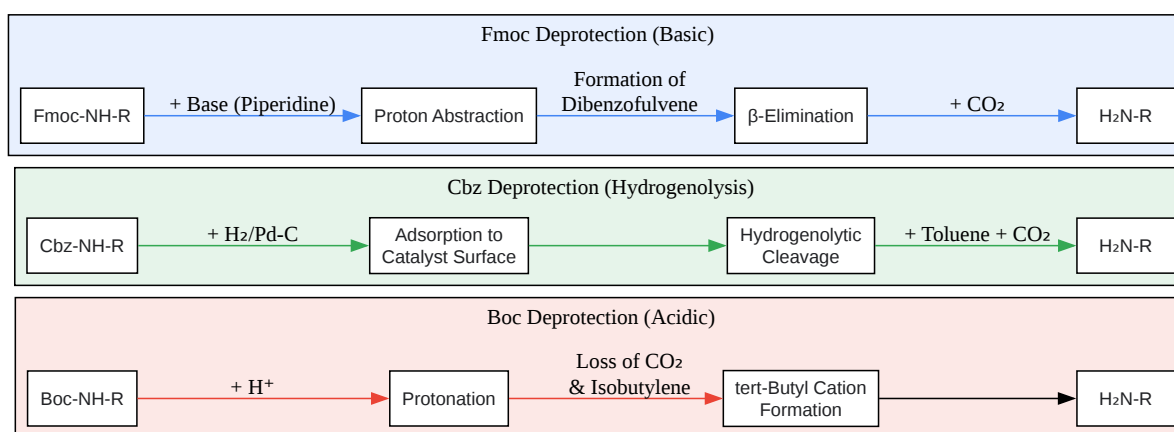 Fmoc Deprotection (Basic)
Fmoc-NH-R
+ Base (Piperidine)
Proton Abstraction
Formation of
Dibenzofulvene
β-Elimination
+ CO₂
H₂N-R
Cbz Deprotection (Hydrogenolysis)
Cbz-NH-R
+ H₂/Pd-C
Adsorption to
Catalyst Surface
Hydrogenolytic
Cleavage
+ Toluene + CO₂
H₂N-R
Boc Deprotection (Acidic)
Boc-NH-R
+ H⁺
Protonation
Loss of CO₂
& Isobutylene
tert-Butyl Cation
Formation
H₂N-R